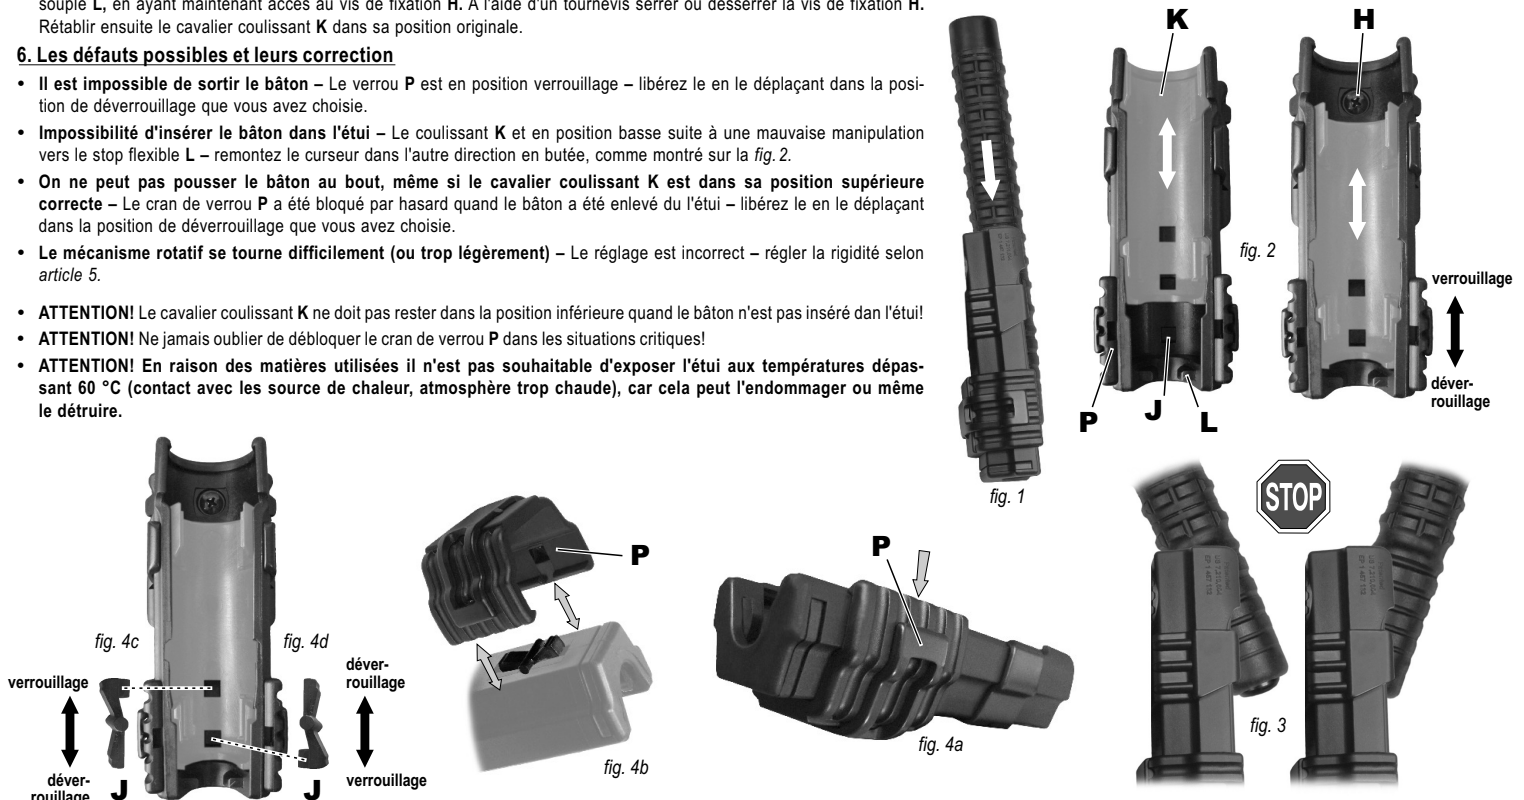 souple L, en ayant maintenant accès au vis de fixation H. A l'aide d'un tournevis serrer ou desserrer la vis de fixation H.
Rétablir ensuite le cavalier coulissant K dans sa position originale.
6. Les défauts possibles et leurs correction
• Il est impossible de sortir le bâton – Le verrou P est en position verrouillage – libérez le en le déplaçant dans la posi-
tion de déverrouillage que vous avez choisie.
• Impossibilité d'insérer le bâton dans l'étui – Le coulissant K et en position basse suite à une mauvaise manipulation
vers le stop flexible L – remontez le curseur dans l'autre direction en butée, comme montré sur la fig. 2.
• On ne peut pas pousser le bâton au bout, même si le cavalier coulissant K est dans sa position supérieure
correcte – Le cran de verrou P a été bloqué par hasard quand le bâton a été enlevé du l'étui – libérez le en le déplaçant
dans la position de déverrouillage que vous avez choisie.
• Le mécanisme rotatif se tourne difficilement (ou trop légèrement) – Le réglage est incorrect – régler la rigidité selon
article 5.
• ATTENTION! Le cavalier coulissant K ne doit pas rester dans la position inférieure quand le bâton n'est pas inséré dan l'étui!
• ATTENTION! Ne jamais oublier de débloquer le cran de verrou P dans les situations critiques!
• ATTENTION! En raison des matières utilisées il n'est pas souhaitable d'exposer l'étui aux températures dépas-
sant 60 °C (contact avec les source de chaleur, atmosphère trop chaude), car cela peut l'endommager ou même
le détruire.
fig. 1
K
H
fig. 2
verrouillage
déver-
rouillage
P
J
L
STOP
fig. 3
fig. 4c
fig. 4d
verrouillage
déver-
rouillage
J
déver-
rouillage
verrouillage
J
P
fig. 4b
P
fig. 4a